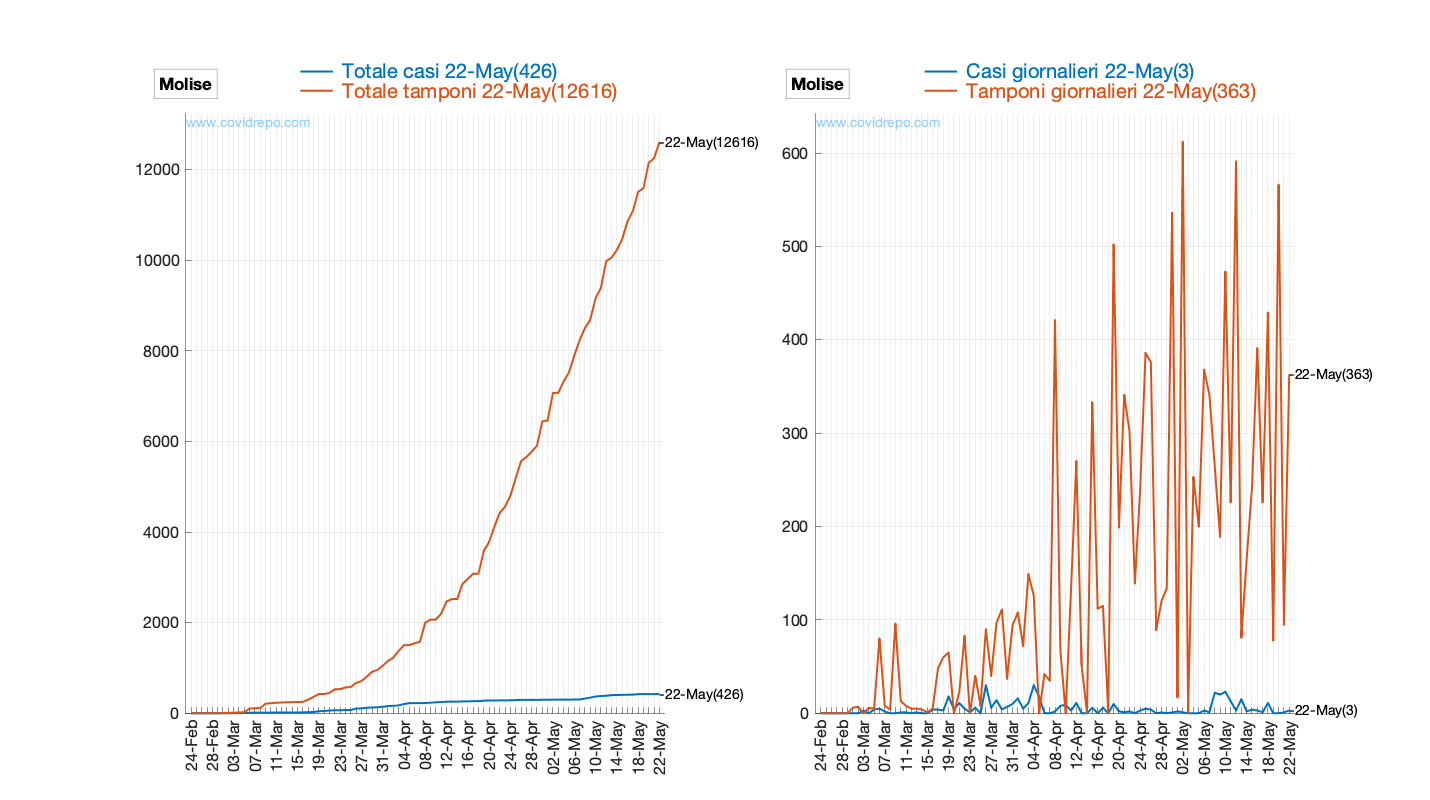 Molise
Totale casi 22-May(426)
Totale tamponi 22-May(12616)
www.covidrepo.com
22-May(12616)
12000
10000
8000
6000
4000
2000
0
22-May(426)
24-Feb
28-Feb
03-Mar
07-Mar
11-Mar
15-Mar
19-Mar
23-Mar
27-Mar
31-Mar
04-Apr
08-Apr
12-Apr
16-Apr
20-Apr
24-Apr
28-Apr
02-May
06-May
10-May
14-May
18-May
22-May
Molise
Casi giornalieri 22-May(3)
Tamponi giornalieri 22-May(363)
www.covidrepo.com
600
500
400
300
200
100
0
22-May(363)
22-May(3)
24-Feb
28-Feb
03-Mar
07-Mar
11-Mar
15-Mar
19-Mar
23-Mar
27-Mar
31-Mar
04-Apr
08-Apr
12-Apr
16-Apr
20-Apr
24-Apr
28-Apr
02-May
06-May
10-May
14-May
18-May
22-May